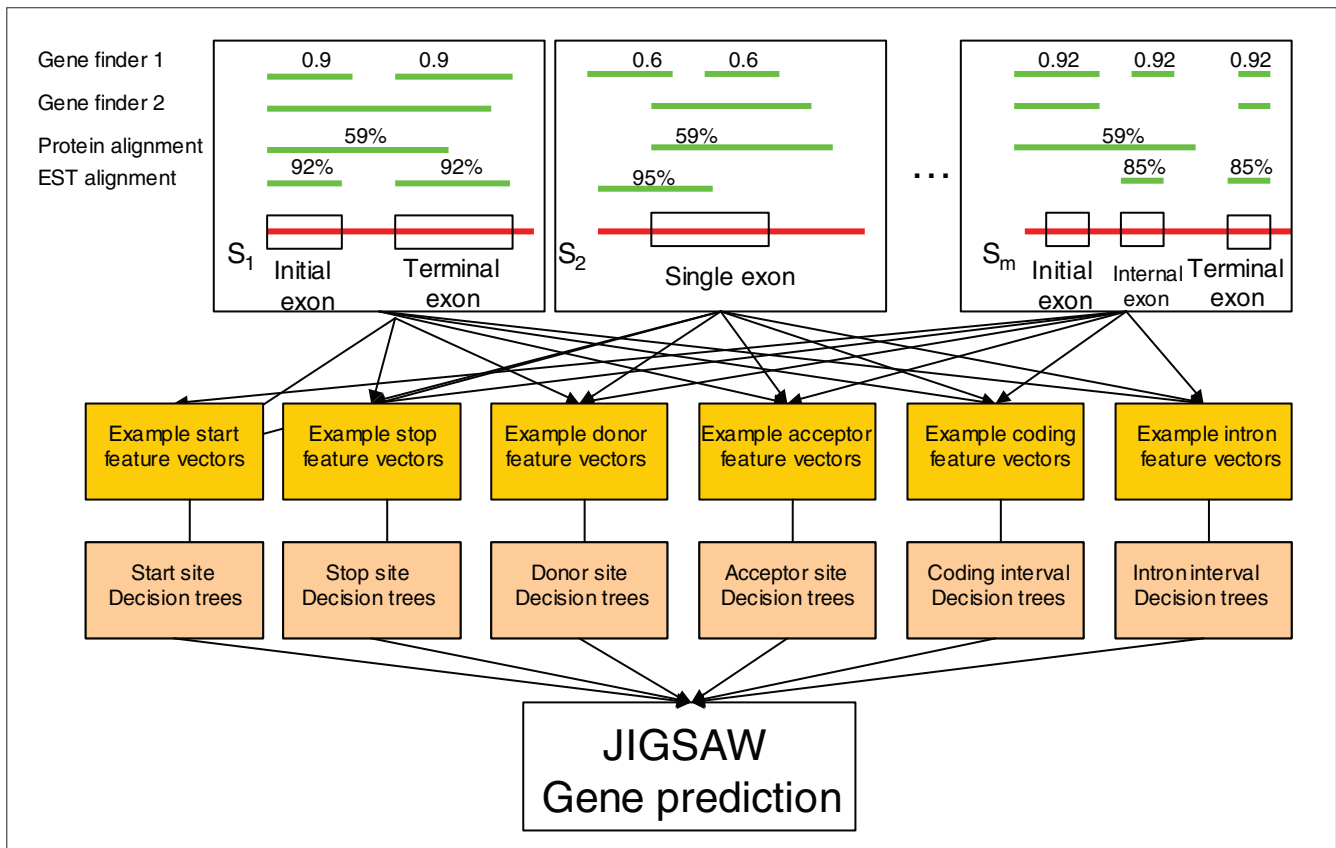 Gene finder 1
0.9 0.9
0.6 0.6
0.92 0.92 0.92
Gene finder 2
Protein alignment
59%
59%
59%
EST alignment
92% 92%
95%
85% 85%
...
S1
Initial
exon
Terminal
exon
S2
Single exon
Sm
Initial
exon
Internal
exon
Terminal
exon
Example start
feature vectors
Example stop
feature vectors
Example donor
feature vectors
Example acceptor
feature vectors
Example coding
feature vectors
Example intron
feature vectors
Start site
Decision trees
Stop site
Decision trees
Donor site
Decision trees
Acceptor site
Decision trees
Coding interval
Decision trees
Intron interval
Decision trees
JIGSAW
Gene prediction